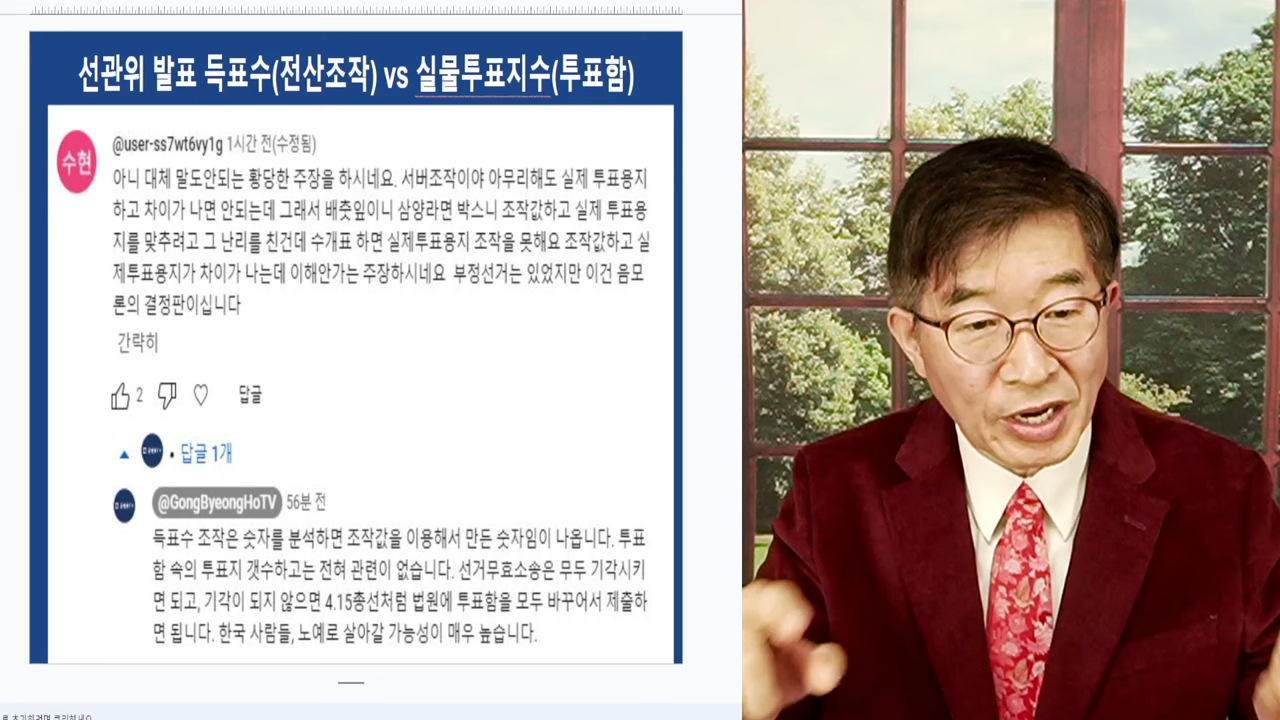 선관위 발표 득표수(전산조작) vs 실물투표지수(투표함)
수현
@user-ss7wt6vy1g 1시간 전(수정됨)
아니 대체 말도안되는 황당한 주장을 하시네요. 서버조작이야 아무리해도 실제 투표용지
하고 차이가 나면 안되는데 그래서 배춧잎이니 삼양라면 박스니 조작값하고 실제 투표용
지를 맞추려고 그 난리를 친건데 수개표 하면 실제투표용지 조작을 못해요 조작값하고 실
제투표용지가 차이가 나는데 이해안가는 주장하시네요 부정선거는 있었지만 이건 음모
론의 결정판이십니다
간략히
2
답글
• 답글 1개
@GongByeongHoTV 56분 전
득표수 조작은 숫자를 분석하면 조작값을 이용해서 만든 숫자임이 나옵니다. 투표
함 속의 투표지 갯수하고는 전혀 관련이 없습니다. 선거무효소송은 모두 기각시키
면 되고, 기각이 되지 않으면 4.15총선처럼 법원에 투표함을 모두 바꾸어서 제출하
면 됩니다. 한국 사람들, 노예로 살아갈 가능성이 매우 높습니다.